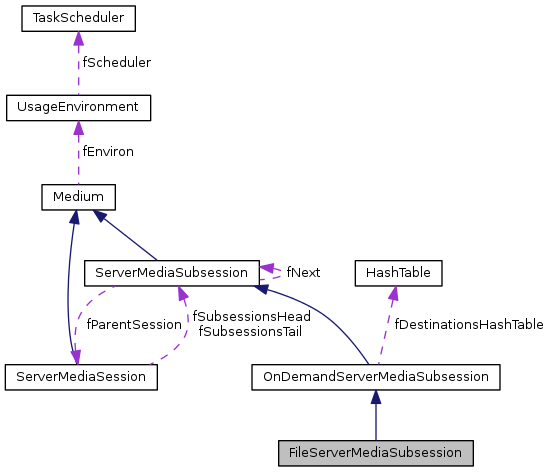 TaskScheduler
fScheduler
UsageEnvironment
fEnviron
Medium
ServerMediaSubsession
fNext
HashTable
fParentSession
fSubsessionsHead
fSubsessionsTail
fDestinationsHashTable
ServerMediaSession
OnDemandServerMediaSubsession
FileServerMediaSubsession